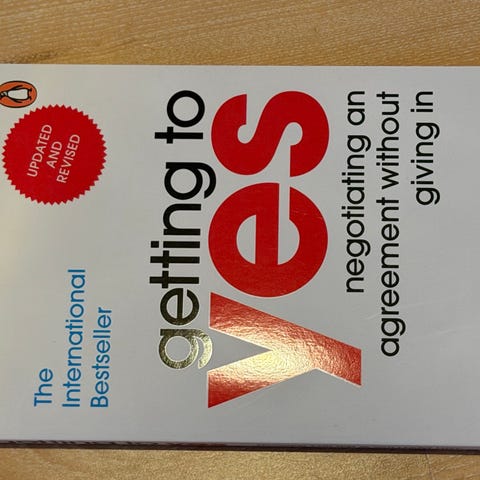 The
International
Bestseller
UPDATED
AND
REVISED
getting to
yes
negotiating an
agreement without
giving in